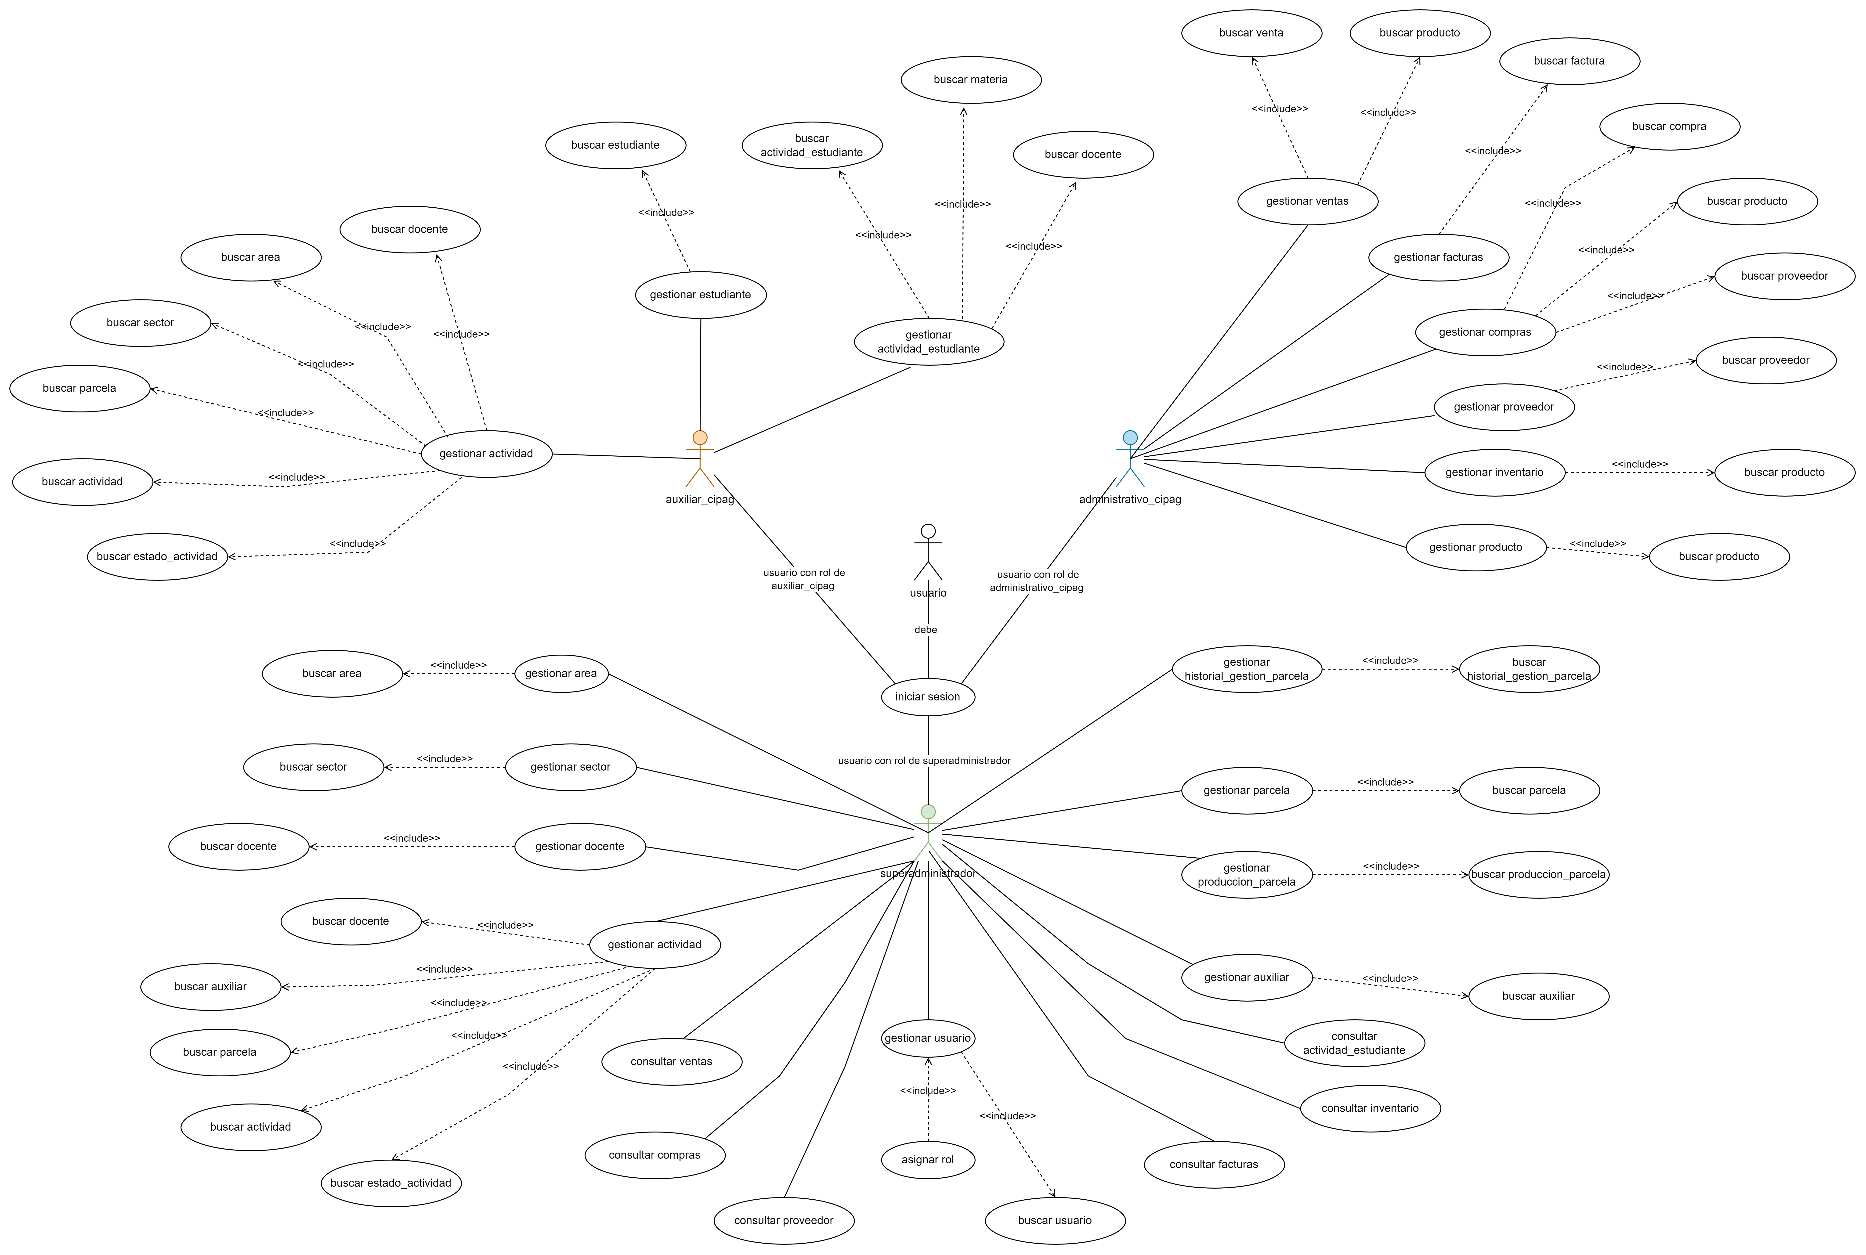 buscar venta
buscar producto
buscar factura
buscar materia
<<include>>
<<include>>
buscar compra
buscar estudiante
buscar
actividad_estudiante
buscar docente
<<include>>
buscar producto
gestionar ventas
<<include>>
<<include>>
<<include>>
buscar docente
<<include>>
<<include>>
<<include>>
buscar area
gestionar facturas
buscar proveedor
gestionar estudiante
<<include>>
buscar sector
<<include>>
<<include>>
gestionar
actividad_estudiante
gestionar compras
<<include>>
buscar proveedor
<<include>>
buscar parcela
<<include>>
gestionar proveedor
gestionar actividad
<<include>>
gestionar inventario
buscar producto
buscar actividad
<<include>>
auxiliar_cipag
administrativo_cipag
<<include>>
<<include>>
gestionar producto
buscar producto
buscar estado_actividad
usuario con rol de
auxiliar_cipag
usuario con rol de
administrativo_cipag
usuario
debe
buscar area
<<include>>
gestionar area
gestionar
historial_gestion_parcela
<<include>>
buscar
historial_gestion_parcela
iniciar sesion
buscar sector
<<include>>
gestionar sector
usuario con rol de superadministrador
gestionar parcela
<<include>>
buscar parcela
buscar docente
<<include>>
gestionar docente
superadministrador
gestionar
produccion_parcela
<<include>>
buscar produccion_parcela
buscar docente
<<include>>
gestionar actividad
buscar auxiliar
<<include>>
gestionar auxiliar
<<include>>
buscar auxiliar
<<include>>
buscar parcela
<<include>>
consultar ventas
gestionar usuario
consultar
actividad_estudiante
<<include>>
<<include>>
<<include>>
consultar inventario
buscar actividad
consultar compras
asignar rol
consultar facturas
buscar estado_actividad
consultar proveedor
buscar usuario